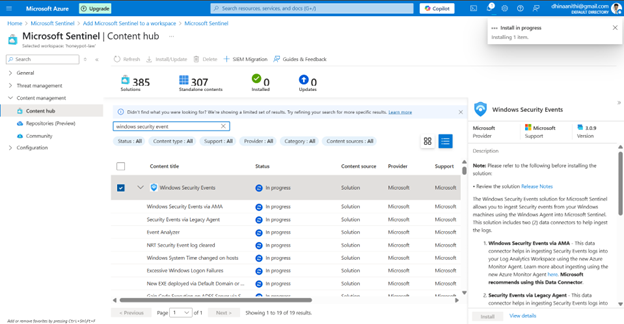 Microsoft Azure
Upgrade
Search resources, services, and docs (G+/)
Copilot
dhinaanithi@gmail.com
DEFAULT DIRECTORY
Home > Microsoft Sentinel > Add Microsoft Sentinel to a workspace > Microsoft Sentinel
Install in progress
Installing 1 item.
Microsoft Sentinel | Content hub
Selected workspace:
Search
Refresh
Install/Update
Delete
SIEM Migration
Guides & Feedback
General
Threat management
Content management
Content hub
Repositories (Preview)
Community
Configuration
385
Solutions
307
Standalone contents
0
Installed
0
Updates
Didn't find what you were looking for? We're showing a limited set of results. Try refining your search for more specific results. Learn more
windows security event
Status : All
Content type : All
Support : All
Provider : All
Category : All
Content sources : All
Content title Status Content source Provider Support
Windows Security Events In progress Solution Microsoft Microsoft
Windows Security Events via AMA In progress Solution Microsoft Microsoft
Security Events via Legacy Agent In progress Solution Microsoft Microsoft
Event Analyzer In progress Solution Microsoft Microsoft
NRT Security Event log cleared In progress Solution Microsoft Microsoft
Windows System Time changed on hosts In progress Solution Microsoft Microsoft
Excessive Windows Logon Failures In progress Solution Microsoft Microsoft
New EXE deployed via Default Domain or ... In progress Solution Microsoft Microsoft
< Previous Page 1 of 1 Next > Showing 1 to 19 of 19 results.
Windows Security Events
Microsoft
Provider
Microsoft
Support
3.0.9
Version
Description
Note: Please refer to the following before installing
the solution:
• Review the solution Release Notes
The Windows Security Events solution for Microsoft
Sentinel allows you to ingest Security events from your Windows
machines using the Windows Agent into Microsoft Sentinel.
This solution includes two (2) data connectors to help ingest
the logs.
1. Windows Security Events via AMA - This data
connector helps in ingesting Security Events logs into
your Log Analytics Workspace using the new Azure
Monitor Agent. Learn more about ingesting using
the new Azure Monitor Agent here. Microsoft
recommends using this Data Connector.
2. Security Events via Legacy Agent - This data
connector helps in ingesting Security Events logs into
Install
View details
Add or remove favorites by pressing Ctrl+Shift+F